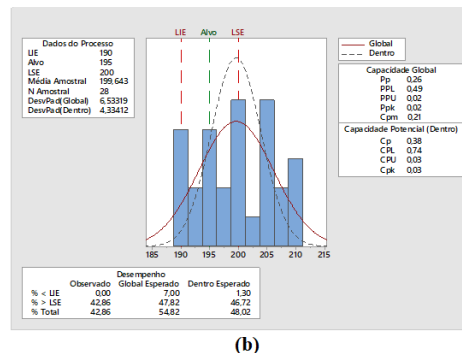 LIE Alvo LSE
Dados do Processo
LIE 190
Alvo 195
LSE 200
Média Amostral 199,643
N Amostral 28
DesvPad(Global) 6,53319
DesvPad(Dentro) 4,33412
Global
Dentro
Capacidade Global
Pp 0,26
PPL 0,49
PPU 0,02
Ppk 0,02
Cpm 0,21
Capacidade Potencial (Dentro)
Cp 0,38
CPL 0,74
CPU 0,03
Cpk 0,03
185 190 195 200 205 210 215
Desempenho
Observado Global Esperado Dentro Esperado
% < LIE 0,00 7,00 1,30
% > LSE 42,86 47,82 46,72
% Total 42,86 54,82 48,02
(b)